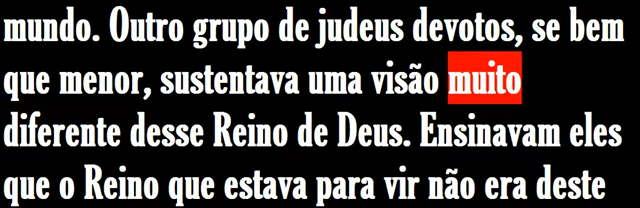 mundo. Outro grupo de judeus devotos, se bem
que menor, sustentava uma visão muito
diferente desse Reino de Deus. Ensinavam eles
que o Reino que estava para vir não era deste